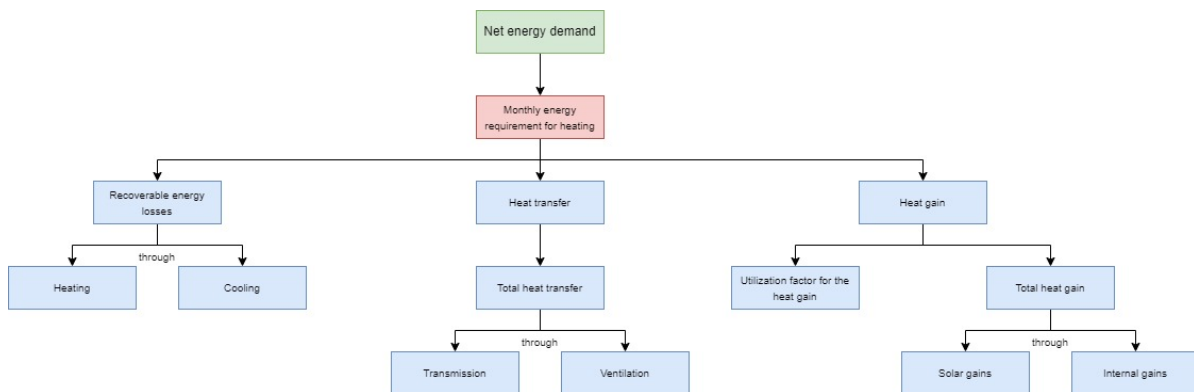 Net energy demand
Monthly energy
requirement for heating
Recoverable energy
losses
Heat transfer
Heat gain
through
Heating
Cooling
Total heat transfer
Utilization factor for the
heat gain
Total heat gain
through
through
Transmission
Ventilation
Solar gains
Internal gains